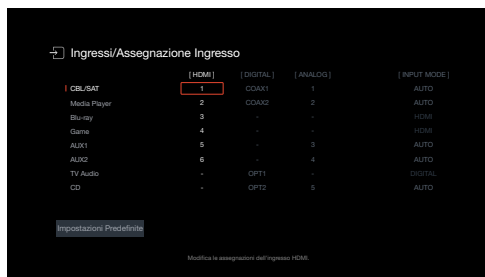 Ingressi/Assegnazione Ingresso
[ HDMI ] [ DIGITAL ] [ ANALOG ] [ INPUT MODE ]
CBL/SAT 1 COAX1 1 AUTO
Media Player 2 COAX2 2 AUTO
Blu-ray 3 - - HDMI
Game 4 - - HDMI
AUX1 5 - 3 AUTO
AUX2 6 - 4 AUTO
TV Audio - OPT1 - DIGITAL
CD - OPT2 5 AUTO
Impostazioni Predefinite
Modifica le assegnazioni dell'ingresso HDMI.